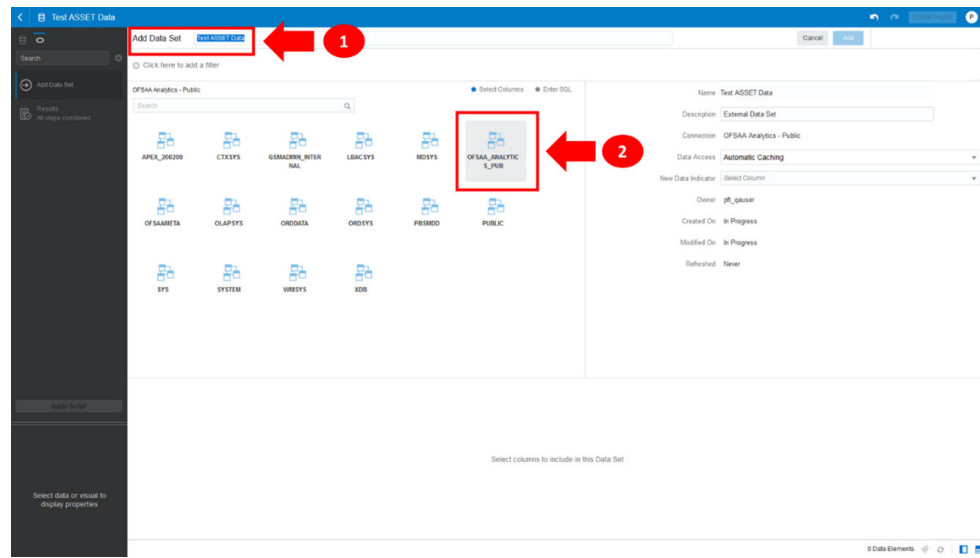 Test ASSET Data
Create Project
P
Add Data Set
Test ASSET Data
1
Cancel
Add
Search
Click here to add a filter
Add Data Set
Results
All steps combined
OFSAA Analytics - Public
Select Columns
Enter SQL
Search
APEX_200200
CTXSYS
GSMADMIN_INTER
NAL
LBACSYS
MDSYS
OFSAA_ANALYTIC
S_PUB
2
OFSAAMETA
OLAPSYS
ORDDATA
ORDSYS
PBSMDD
PUBLIC
SYS
SYSTEM
WMSYS
XDB
Name Test ASSET Data
Description External Data Set
Connection OFSAA Analytics - Public
Data Access Automatic Caching
New Data Indicator Select Column
Owner pft_qauser
Created On In Progress
Modified On In Progress
Refreshed Never
Apply Script
Select columns to include in this Data Set
Select data or visual to
display properties
0 Data Elements